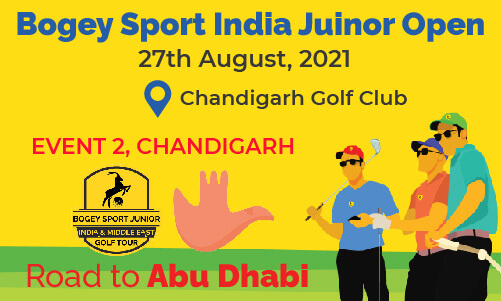 Bogey Sport India Juinor Open
27th August, 2021
Chandigarh Golf Club
EVENT 2, CHANDIGARH
BOGEY SPORT JUNIOR
INDIA & MIDDLE EAST
GOLF TOUR
Road to Abu Dhabi